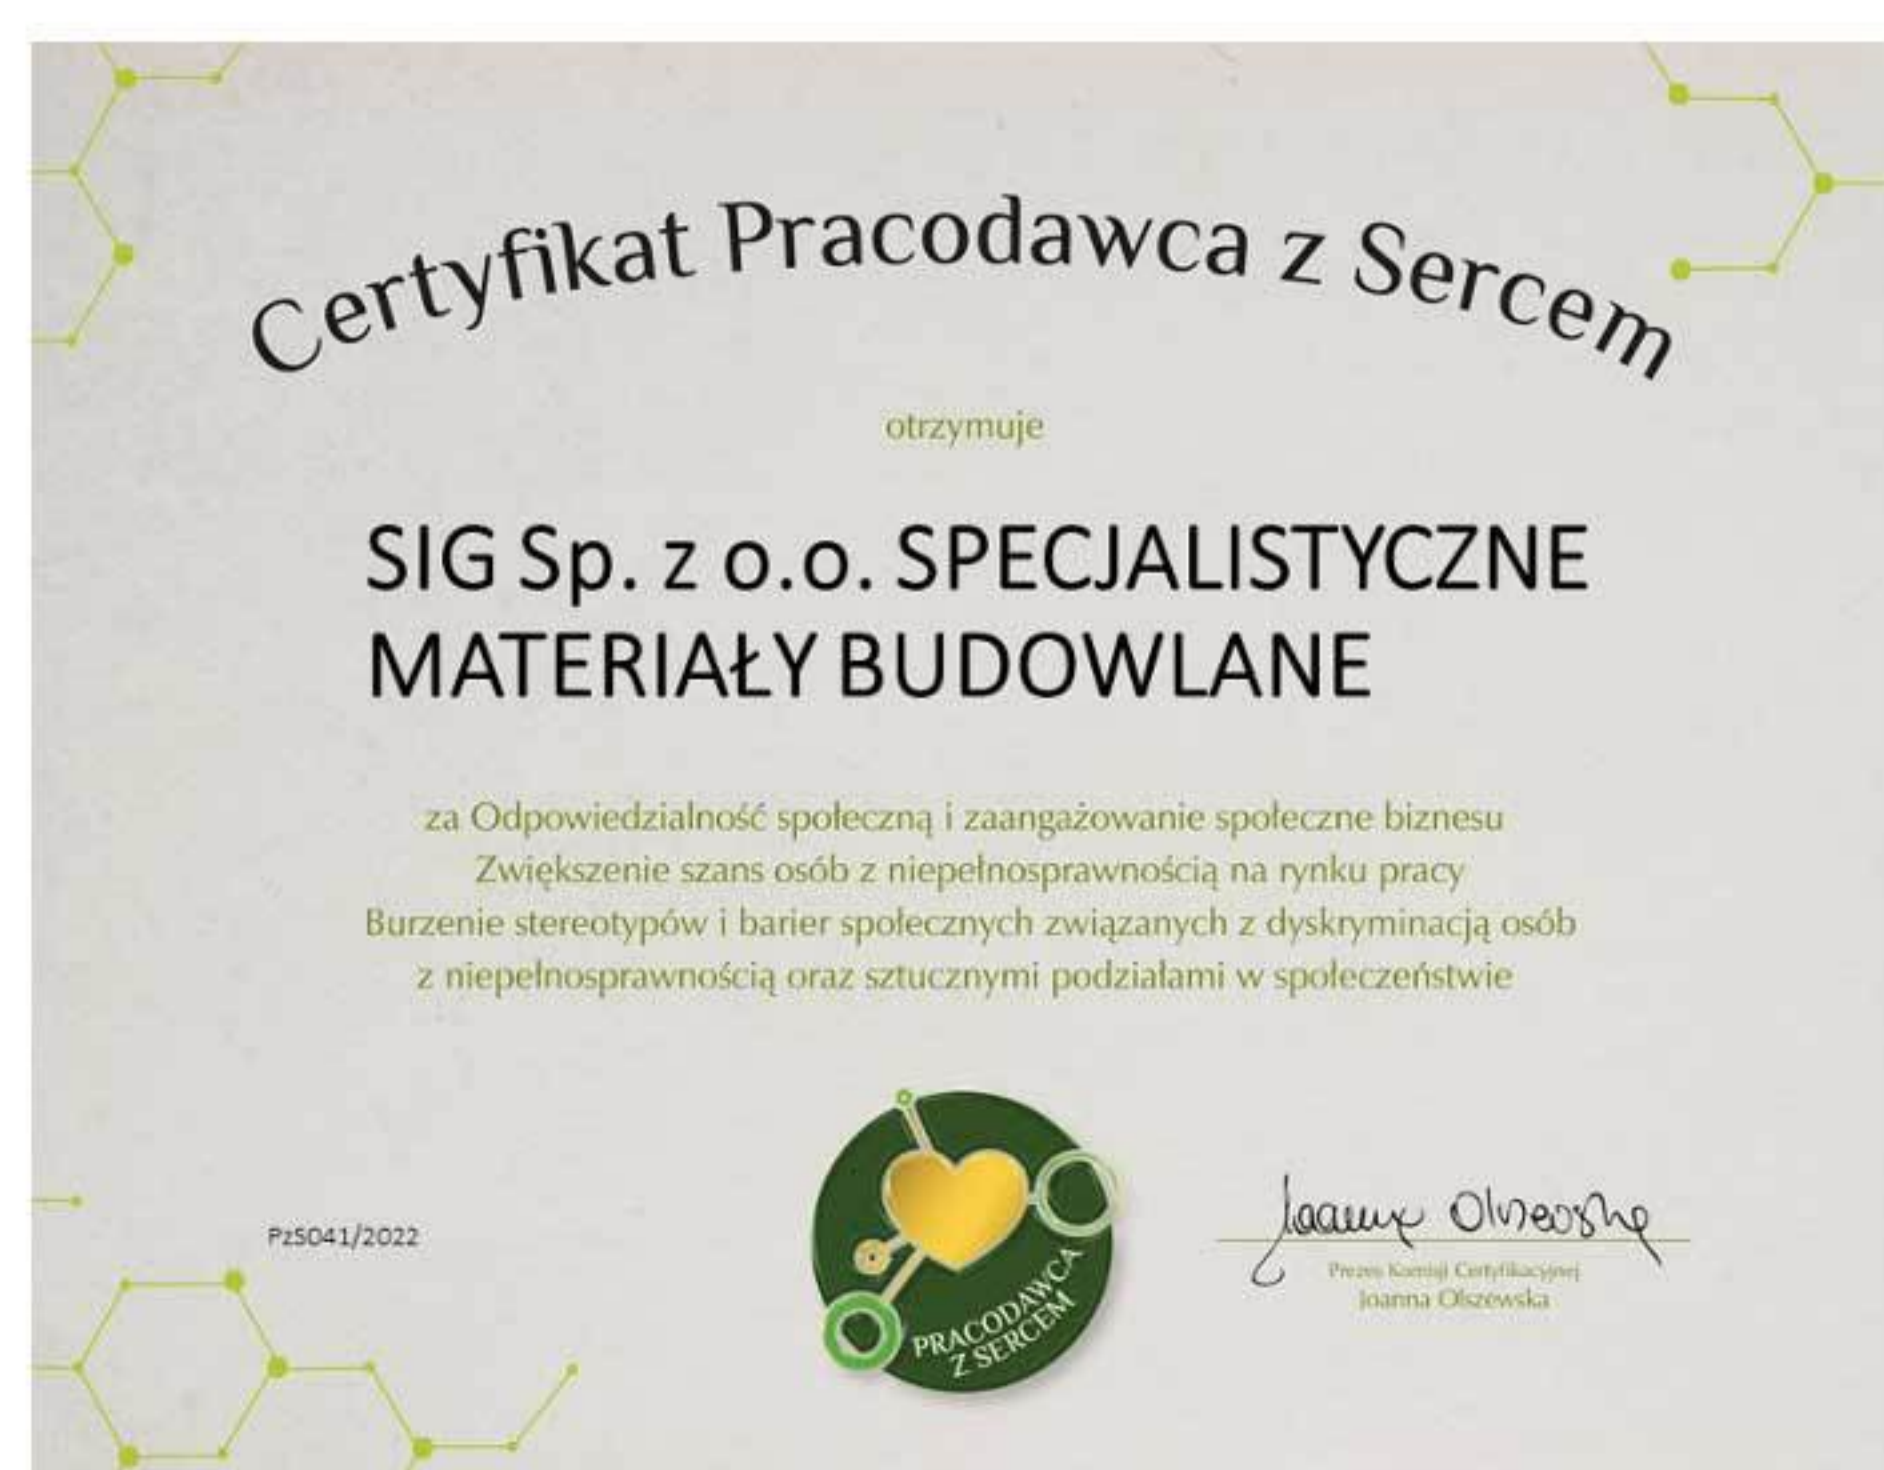 Certyfikat Pracodawca z Sercem
otrzymuje
SIG Sp. z o.o. SPECJALISTYCZNE
MATERIAŁY BUDOWLANE
za Odpowiedzialność społeczną i zaangażowanie społeczne biznesu
Zwiększenie szans osób z niepełnosprawnością na rynku pracy
Burzenie stereotypów i barier społecznych związanych z dyskryminacją osób
z niepełnosprawnością oraz sztucznymi podziałami w społeczeństwie
PzS041/2022
PRACODAWCA
Z SERCEM
Joanna Olszewska
Prezes Komisji Certyfikacyjnej
Joanna Olszewska